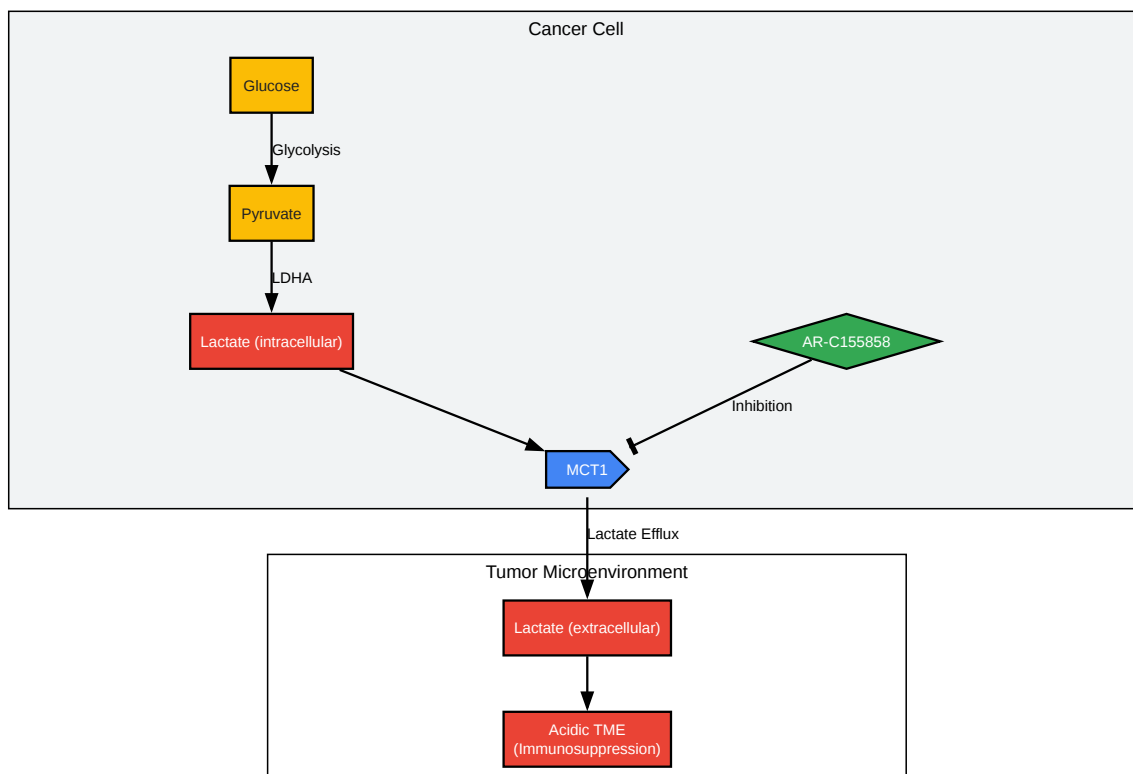 Cancer Cell
Glucose
Glycolysis
Pyruvate
LDHA
Lactate (intracellular)
AR-C155858
Inhibition
MCT1
Lactate Efflux
Tumor Microenvironment
Lactate (extracellular)
Acidic TME
(Immunosuppression)